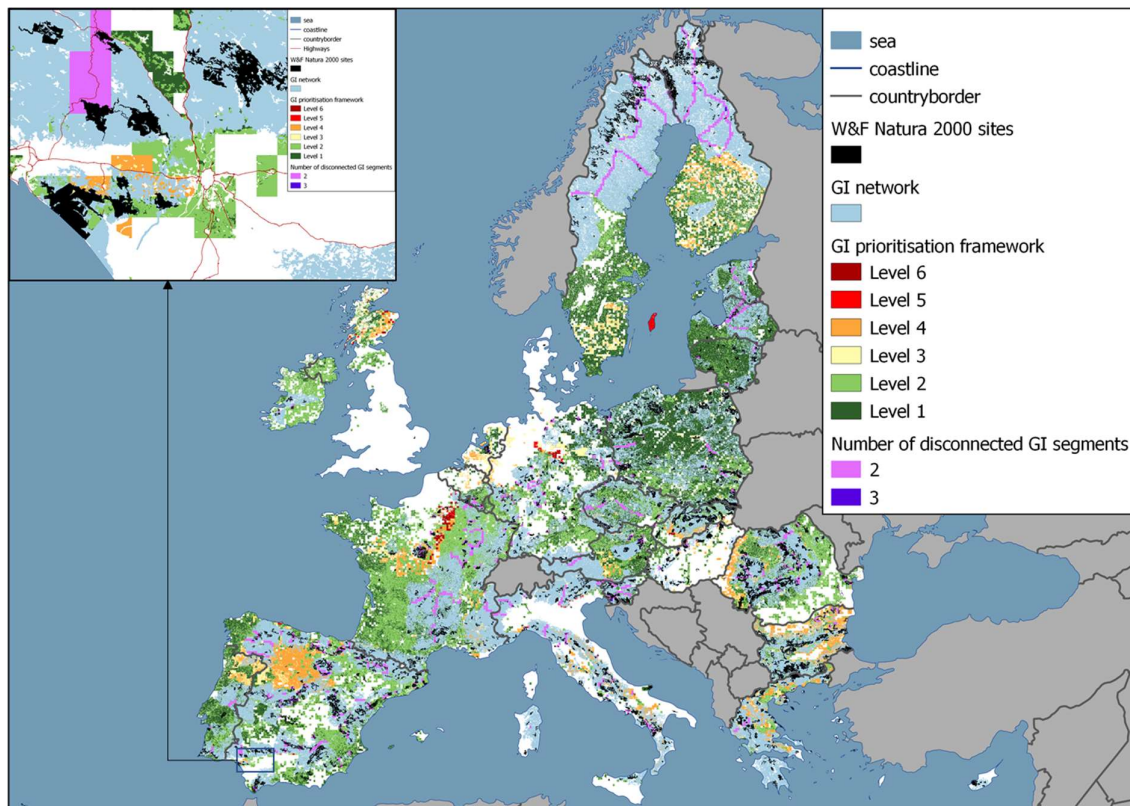 sea
coastline
countryborder
Highways
W&F Natura 2000 sites
GI network
GI prioritisation framework
Level 6
Level 5
Level 4
Level 3
Level 2
Level 1
Number of disconnected GI segments
2
3
sea
coastline
countryborder
W&F Natura 2000 sites
GI network
GI prioritisation framework
Level 6
Level 5
Level 4
Level 3
Level 2
Level 1
Number of disconnected GI segments
2
3